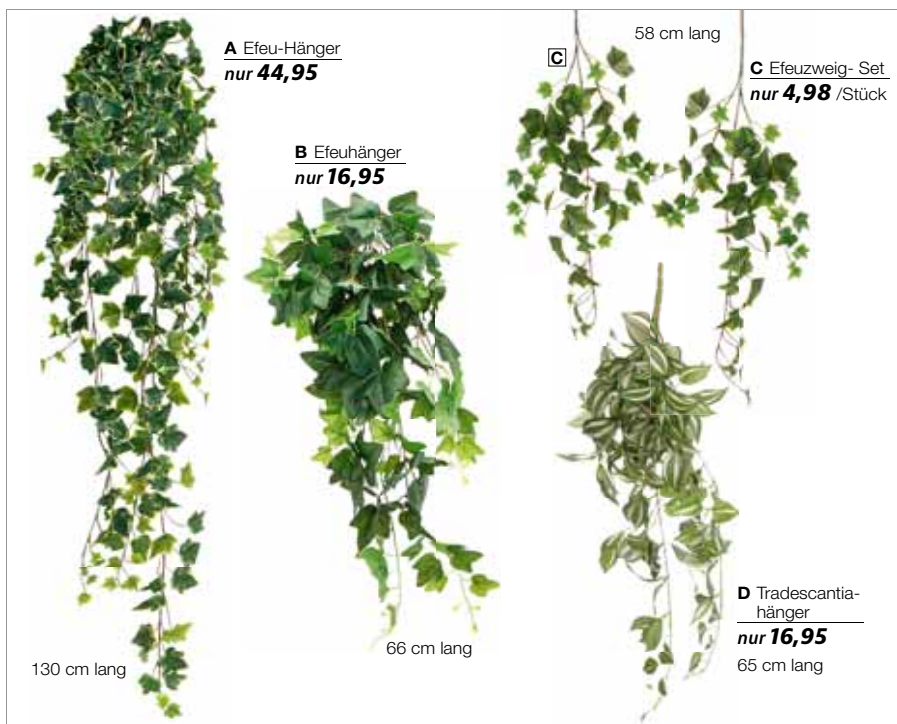 A Efeu-Hänger
nur 44,95
130 cm lang
B Efeuhänger
nur 16,95
66 cm lang
58 cm lang
C
C Efeuzweig- Set
nur 4,98 /Stück
D Tradescantia-
hänger
nur 16,95
65 cm lang